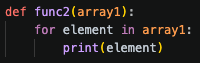 def func2(array1):
    for element in array1:
        print(element)